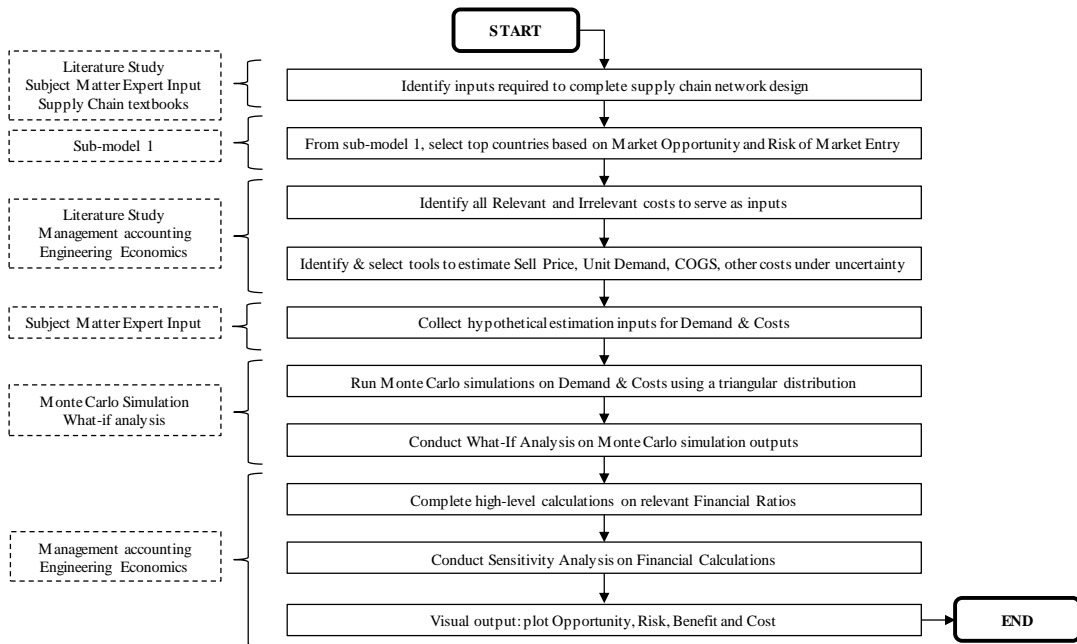 START
Literature Study
Subject Matter Expert Input
Supply Chain textbooks
Identify inputs required to complete supply chain network design
Sub-model 1
From sub-model 1, select top countries based on Market Opportunity and Risk of Market Entry
Literature Study
Management accounting
Engineering Economics
Identify all Relevant and Irrelevant costs to serve as inputs
Identify & select tools to estimate Sell Price, Unit Demand, COGS, other costs under uncertainty
Subject Matter Expert Input
Collect hypothetical estimation inputs for Demand & Costs
Monte Carlo Simulation
What-if analysis
Run Monte Carlo simulations on Demand & Costs using a triangular distribution
Conduct What-If Analysis on Monte Carlo simulation outputs
Management accounting
Engineering Economics
Complete high-level calculations on relevant Financial Ratios
Conduct Sensitivity Analysis on Financial Calculations
Visual output: plot Opportunity, Risk, Benefit and Cost
END